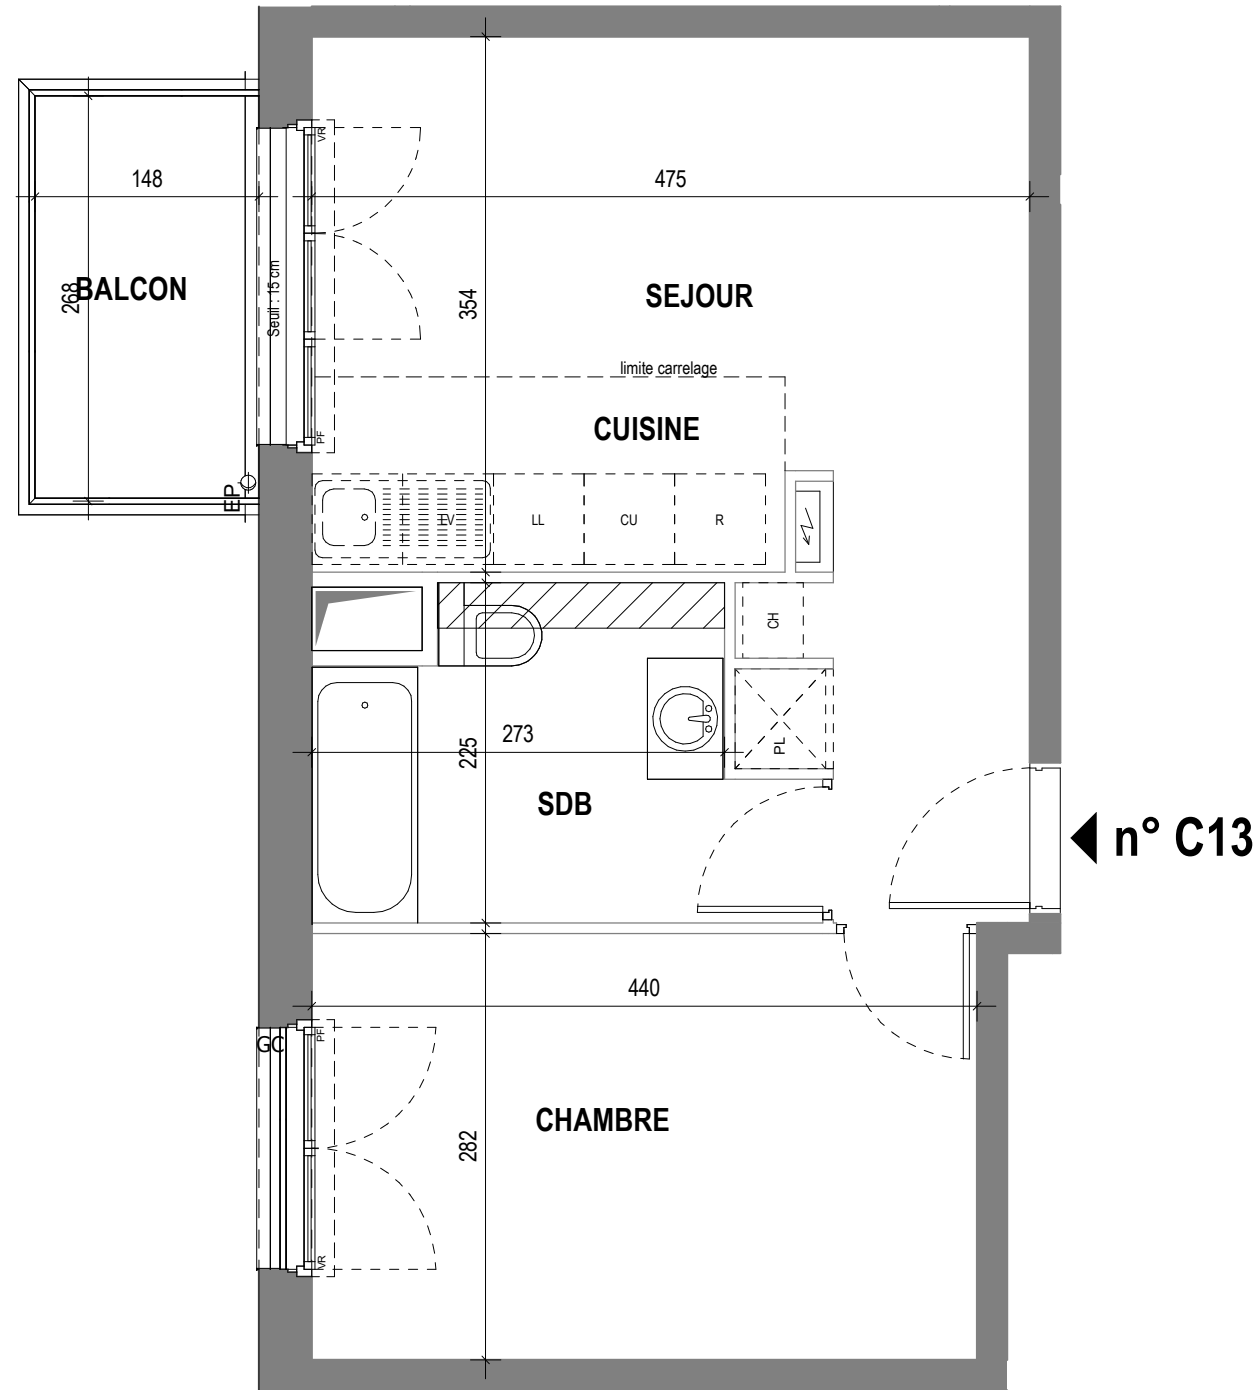 VR
148
475
BALCON
268
Seuil : 15 cm
354
SEJOUR
limite carrelage
CUISINE
PF
EP
LV
LL
CU
R
CH
273
225
PL
SDB
n° C13
440
GC
PF
CHAMBRE
282
VR